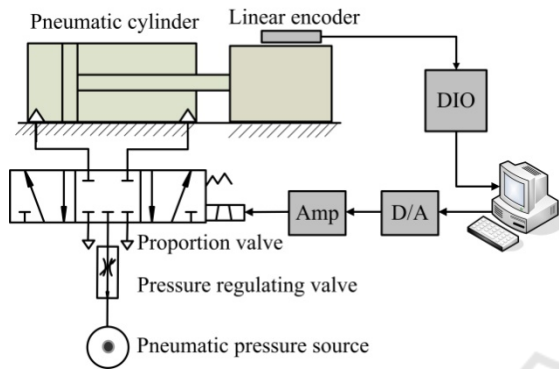 Pneumatic cylinder
Linear encoder
DIO
Amp
D/A
Proportion valve
Pressure regulating valve
Pneumatic pressure source